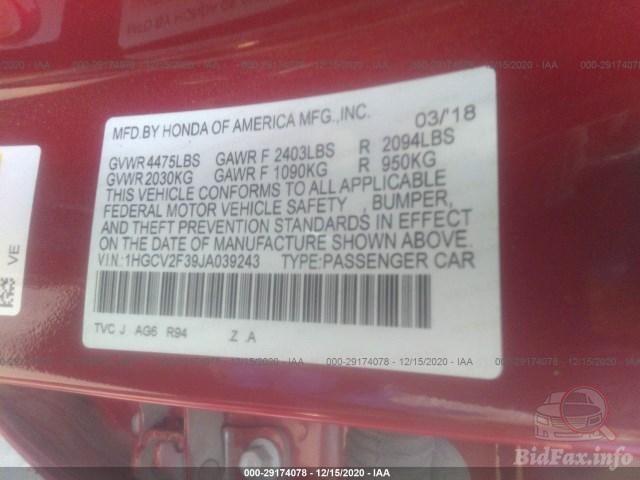 000-29174078 - 12/15/2020 - IAA
MFD.BY HONDA OF AMERICA MFG.,INC. 03/'18
GVWR 4475LBS GAWR F 2403LBS R 2094LBS
GVWR 2030KG GAWR F 1090KG R 950KG
THIS VEHICLE CONFORMS TO ALL APPLICABLE
FEDERAL MOTOR VEHICLE SAFETY , BUMPER,
AND THEFT PREVENTION STANDARDS IN EFFECT
ON THE DATE OF MANUFACTURE SHOWN ABOVE.
V.I.N.:1HGCV2F39JA039243 TYPE:PASSENGER CAR
VE
TVC J AG6 R94 Z .A
000-29174078 - 12/15/2020 - IAA
000-29174078 - 12/15/2020 - IAA
BidFax.info